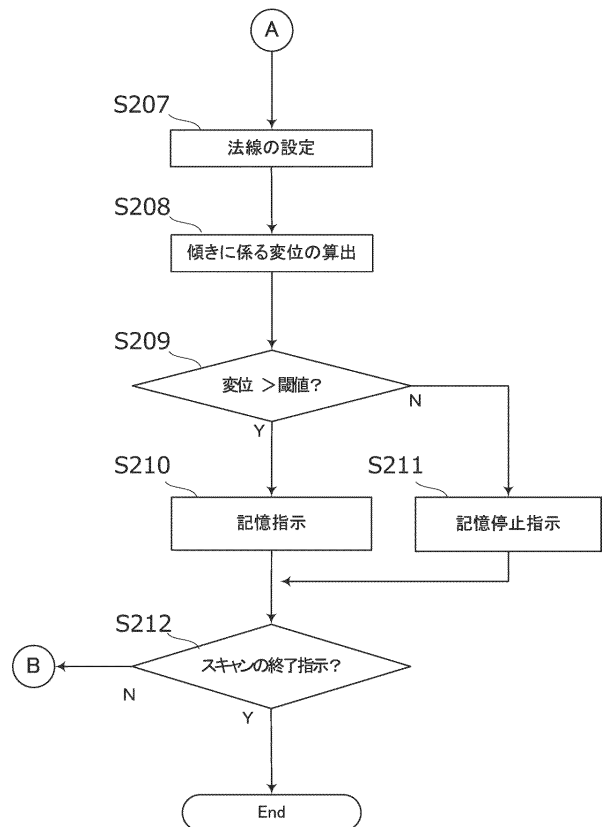 A
S207
法線の設定
S208
傾きに係る変位の算出
S209
変位 ＞閾値？
N
Y
S210
記憶指示
S211
記憶停止指示
S212
スキャンの終了指示？
B
N
Y
End